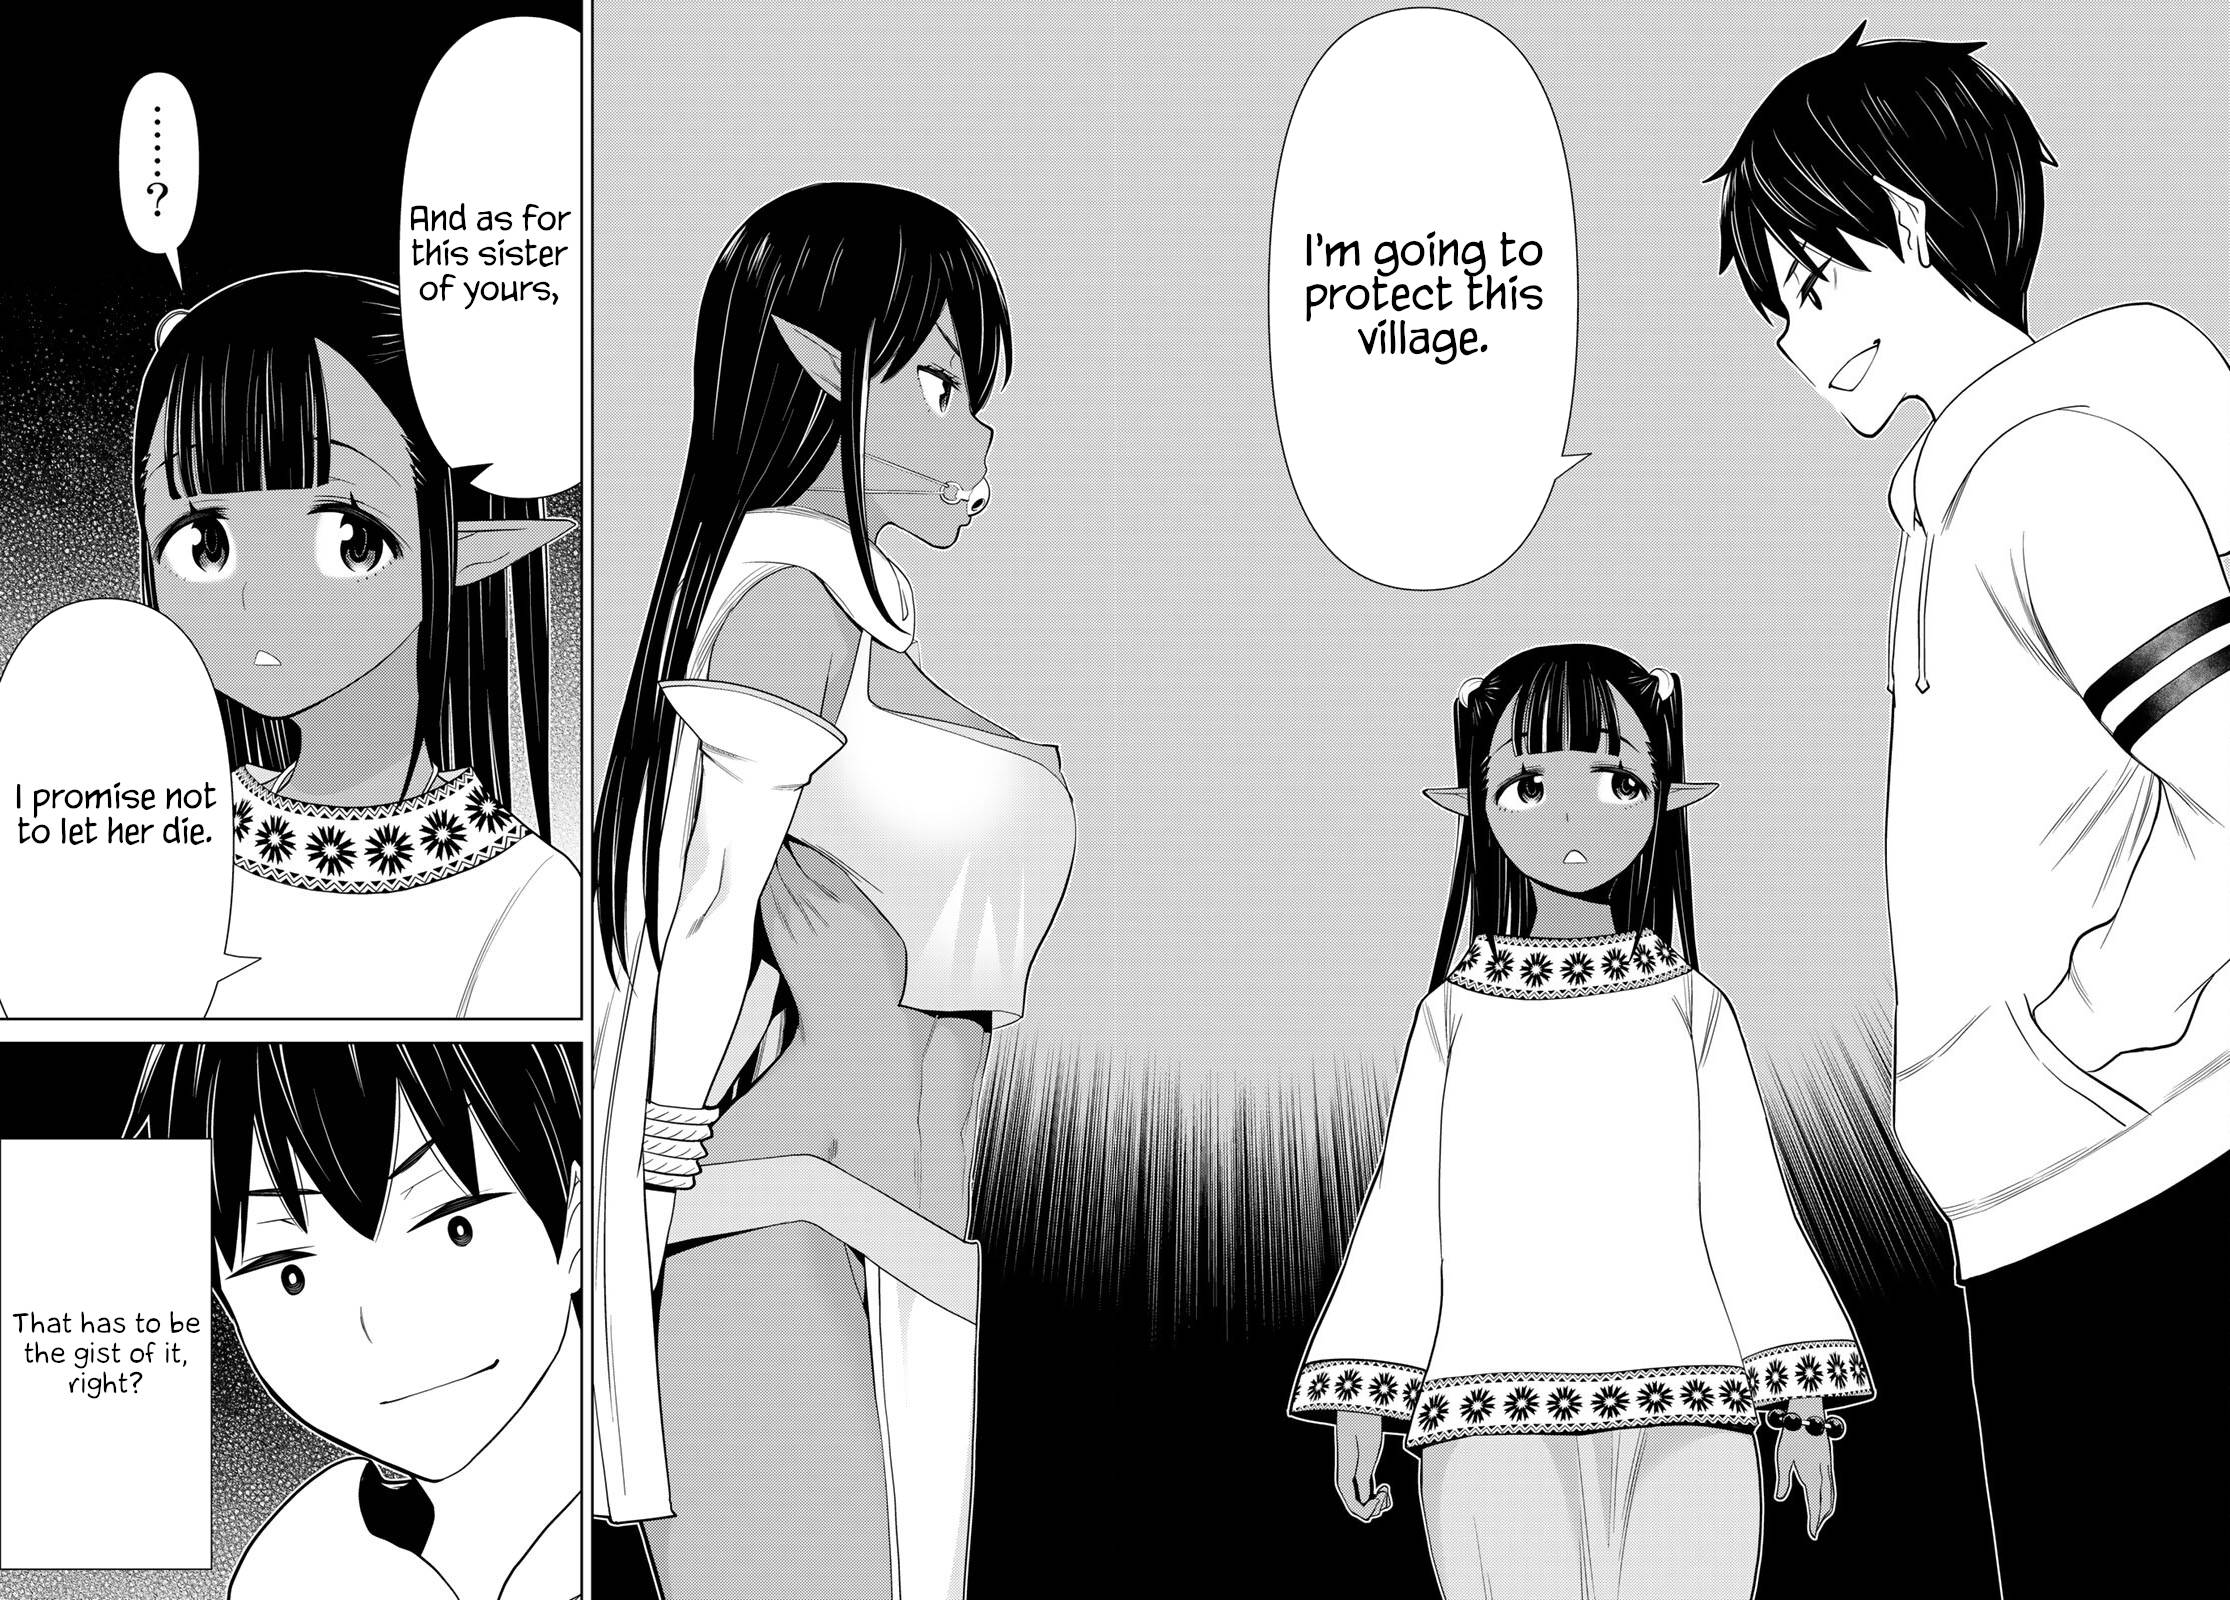 I'm going to
protect this
village.
And as for
this sister
of yours,
……?
I promise not
to let her die.
That has to be
the gist of it,
right?